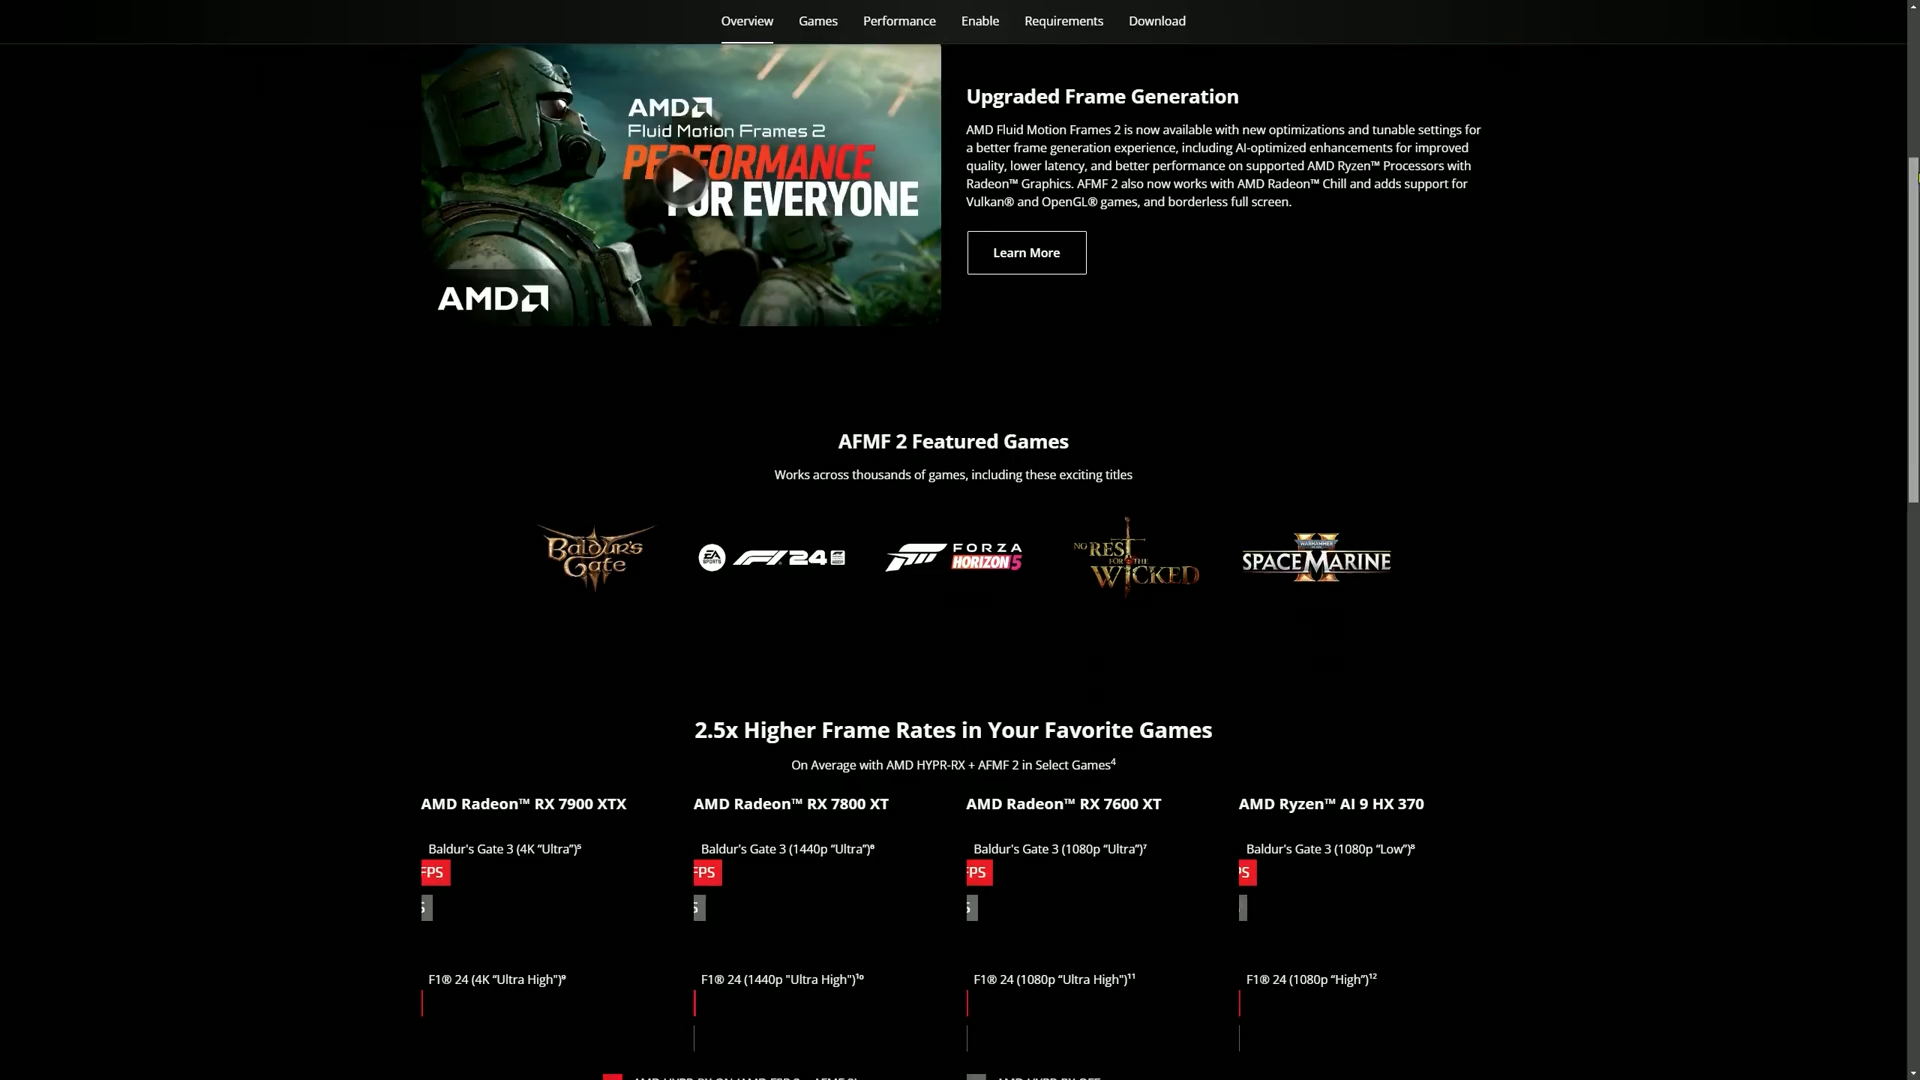 Overview Games Performance Enable Requirements Download
AMD
Fluid Motion Frames 2
PERFORMANCE
FOR EVERYONE
AMD
Upgraded Frame Generation
AMD Fluid Motion Frames 2 is now available with new optimizations and tunable settings for
a better frame generation experience, including AI-optimized enhancements for improved
quality, lower latency, and better performance on supported AMD Ryzen™ Processors with
Radeon™ Graphics. AFMF 2 also now works with AMD Radeon™ Chill and adds support for
Vulkan® and OpenGL® games, and borderless full screen.
Learn More
AFMF 2 Featured Games
Works across thousands of games, including these exciting titles
Baldur's
Gate
EA
SPORTS
F1 24
FORZA
HORIZON 5
NO REST
FOR THE
WICKED
WARHAMMER
SPACE MARINE
II
2.5x Higher Frame Rates in Your Favorite Games
On Average with AMD HYPR-RX + AFMF 2 in Select Games⁴
AMD Radeon™ RX 7900 XTX
AMD Radeon™ RX 7800 XT
AMD Radeon™ RX 7600 XT
AMD Ryzen™ AI 9 HX 370
Baldur's Gate 3 (4K “Ultra”)⁵
Baldur's Gate 3 (1440p “Ultra”)⁶
Baldur's Gate 3 (1080p “Ultra”)⁷
Baldur's Gate 3 (1080p “Low”)⁸
FPS
FPS
FPS
PS
S
S
S
F1® 24 (4K “Ultra High”)⁹
F1® 24 (1440p "Ultra High")¹⁰
F1® 24 (1080p “Ultra High”)¹¹
F1® 24 (1080p “High”)¹²